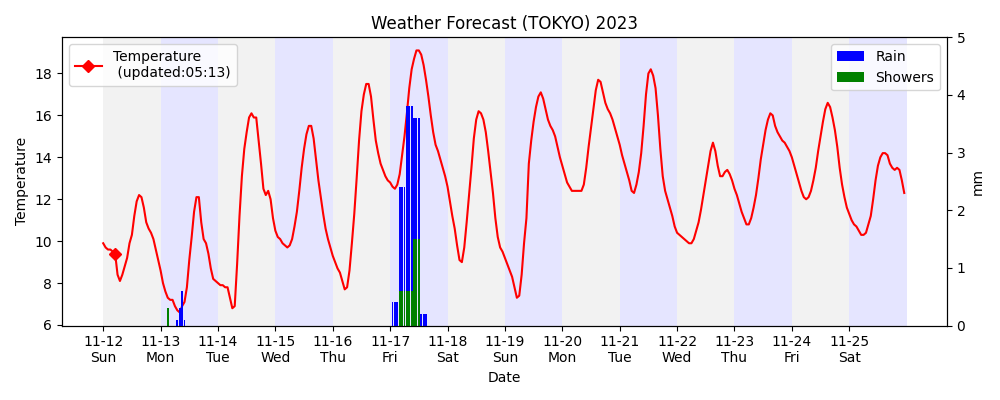 Weather Forecast (TOKYO) 2023
Temperature
(updated:05:13)
Rain
Showers
Temperature
18
16
14
12
10
8
6
5
4
3
2
1
0
mm
11-12 11-13 11-14 11-15 11-16 11-17 11-18 11-19 11-20 11-21 11-22 11-23 11-24 11-25
Sun Mon Tue Wed Thu Fri Sat Sun Mon Tue Wed Thu Fri Sat
Date